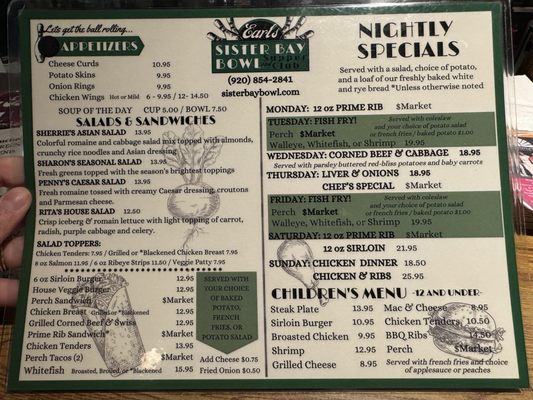 Let's get the ball rolling...
APPETIZERS
Cheese Curds 10.95
Potato Skins 9.95
Onion Rings 9.95
Chicken Wings Hot or Mild 6 - 9.95 / 12- 14.50
SOUP OF THE DAY CUP 5.00 / BOWL 7.50
SALADS & SANDWICHES
SHERRIE'S ASIAN SALAD 13.95
Colorful romaine and cabbage salad mix topped with almonds,
crunchy rice noodles and Asian dressing
SHARON'S SEASONAL SALAD
Fresh greens topped with the season's brightest toppings
PENNY'S CAESAR SALAD 13.95
Fresh romaine tossed with creamy Caesar dressing, croutons
and Parmesan cheese.
RITA'S HOUSE SALAD 12.50
Crisp iceberg & romaine lettuce with light topping of carrot,
radish, purple cabbage and celery.
SALAD TOPPERS:
Chicken Tenders 7.95 / Grilled or *Blackened Chicken Breast 7.95
8 oz Salmon 11.95 / 6 oz Ribeye Strips 11.50 / Veggie Patty 7.95
6 oz Sirloin Burger 12.95
House Veggie Burger 12.95
Perch Sandwich $Market
Chicken Breast Grilled or *Blackened 12.95
Grilled Corned Beef & Swiss 12.95
Prime Rib Sandwich* $Market
Chicken Tenders 13.95
Perch Tacos (2) $Market
Whitefish Broasted, Broiled, or *Blackened 15.95
SERVED WITH
YOUR CHOICE
OF BAKED
POTATO,
FRENCH
FRIES, OR
POTATO SALAD
Add Cheese $0.75
Fried Onion $0.50
Earl's
SISTER BAY
BOWL Supper
and Club
(920) 854-2841
sisterbaybowl.com
NIGHTLY
SPECIALS
Served with a salad, choice of potato,
and a loaf of our freshly baked white
and rye bread *Unless otherwise noted
MONDAY: 12 oz PRIME RIB $Market
TUESDAY: FISH FRY! Served with coleslaw
and your choice of potato salad
Perch $Market or french fries / baked potato $1.00
Walleye, Whitefish, or Shrimp 19.95
WEDNESDAY: CORNED BEEF & CABBAGE 18.95
Served with parsley buttered red-bliss potatoes and baby carrots
THURSDAY: LIVER & ONIONS 18.95
CHEF'S SPECIAL $Market
FRIDAY: FISH FRY! Served with coleslaw
and your choice of potato salad
Perch $Market or french fries / baked potato $1.00
Walleye, Whitefish, or Shrimp 19.95
SATURDAY: 12 oz PRIME RIB $Market
12 oz SIRLOIN 21.95
SUNDAY: CHICKEN DINNER 18.50
CHICKEN & RIBS 25.95
CHILDREN'S MENU -12 AND UNDER-
Steak Plate 13.95 Mac & Cheese 8.95
Sirloin Burger 10.95 Chicken Tenders 10.50
Broasted Chicken 9.95 BBQ Ribs 14.50
Shrimp 12.95 Perch $Market
Grilled Cheese 8.95 Served with french fries and choice
of applesauce or peaches